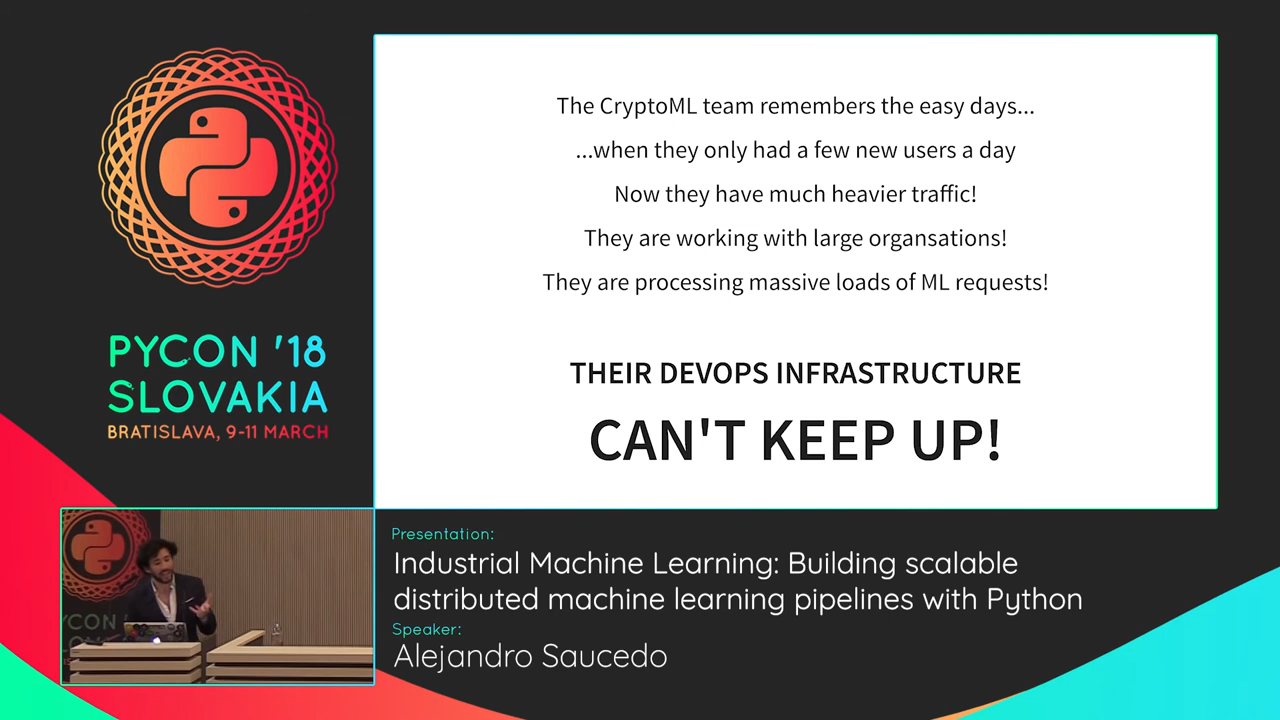 The CryptoML team remembers the easy days...
...when they only had a few new users a day
Now they have much heavier traffic!
They are working with large organsations!
They are processing massive loads of ML requests!
THEIR DEVOPS INFRASTRUCTURE
CAN'T KEEP UP!
PYCON '18
SLOVAKIA
BRATISLAVA, 9-11 MARCH
Presentation:
Industrial Machine Learning: Building scalable
distributed machine learning pipelines with Python
Speaker:
Alejandro Saucedo